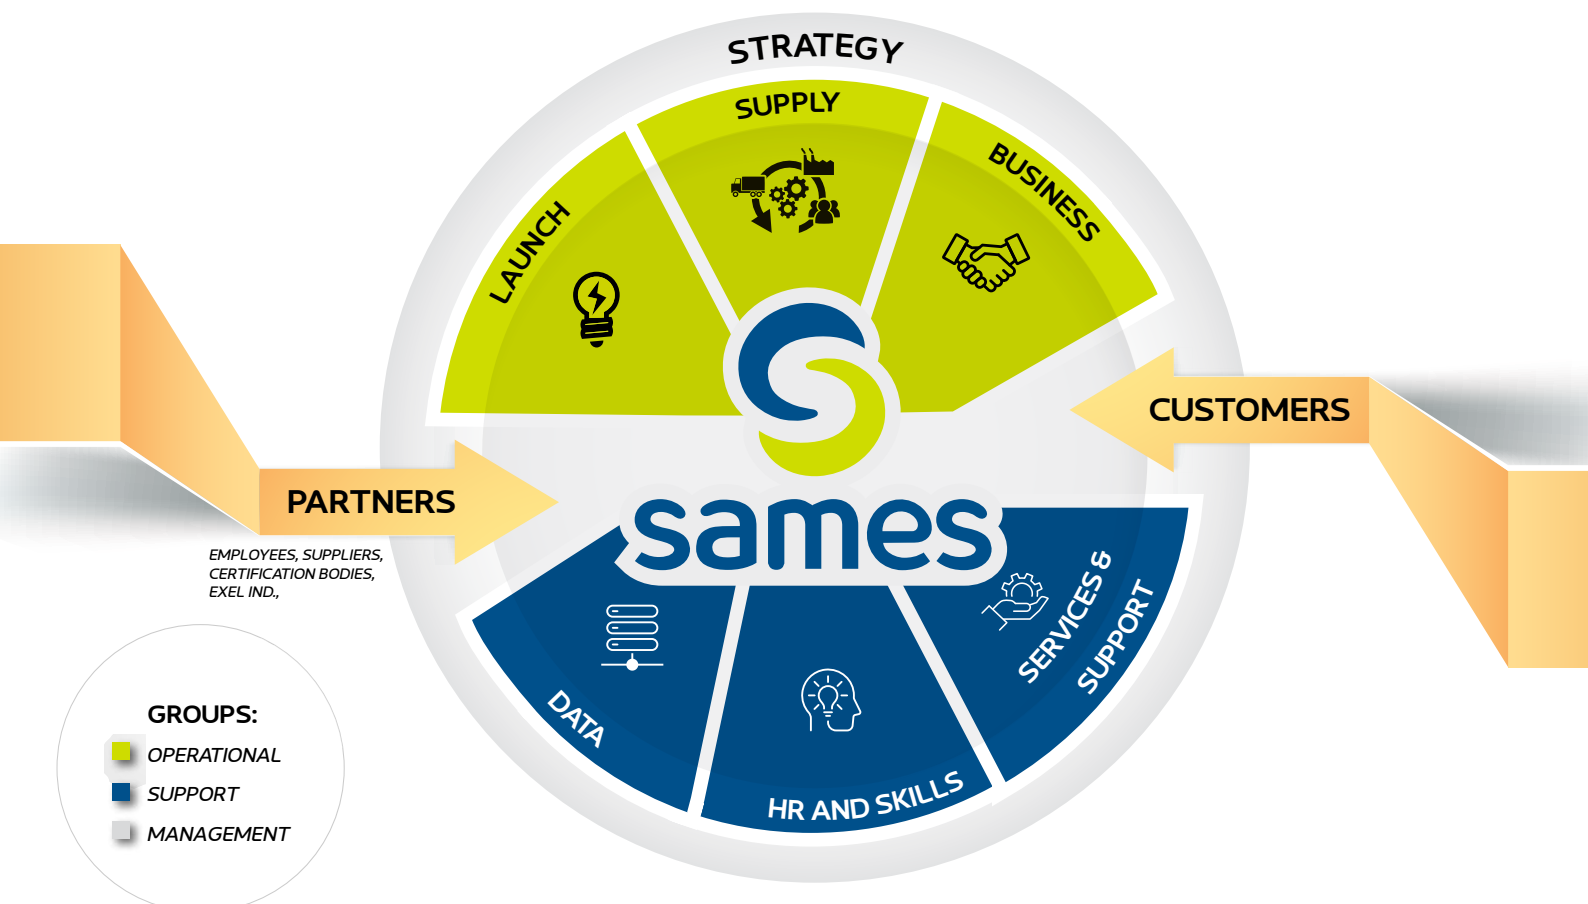 STRATEGY
SUPPLY
BUSINESS
LAUNCH
CUSTOMERS
PARTNERS
EMPLOYEES, SUPPLIERS,
CERTIFICATION BODIES,
EXEL IND.,
sames
SERVICES &
SUPPORT
DATA
HR AND SKILLS
GROUPS:
OPERATIONAL
SUPPORT
MANAGEMENT